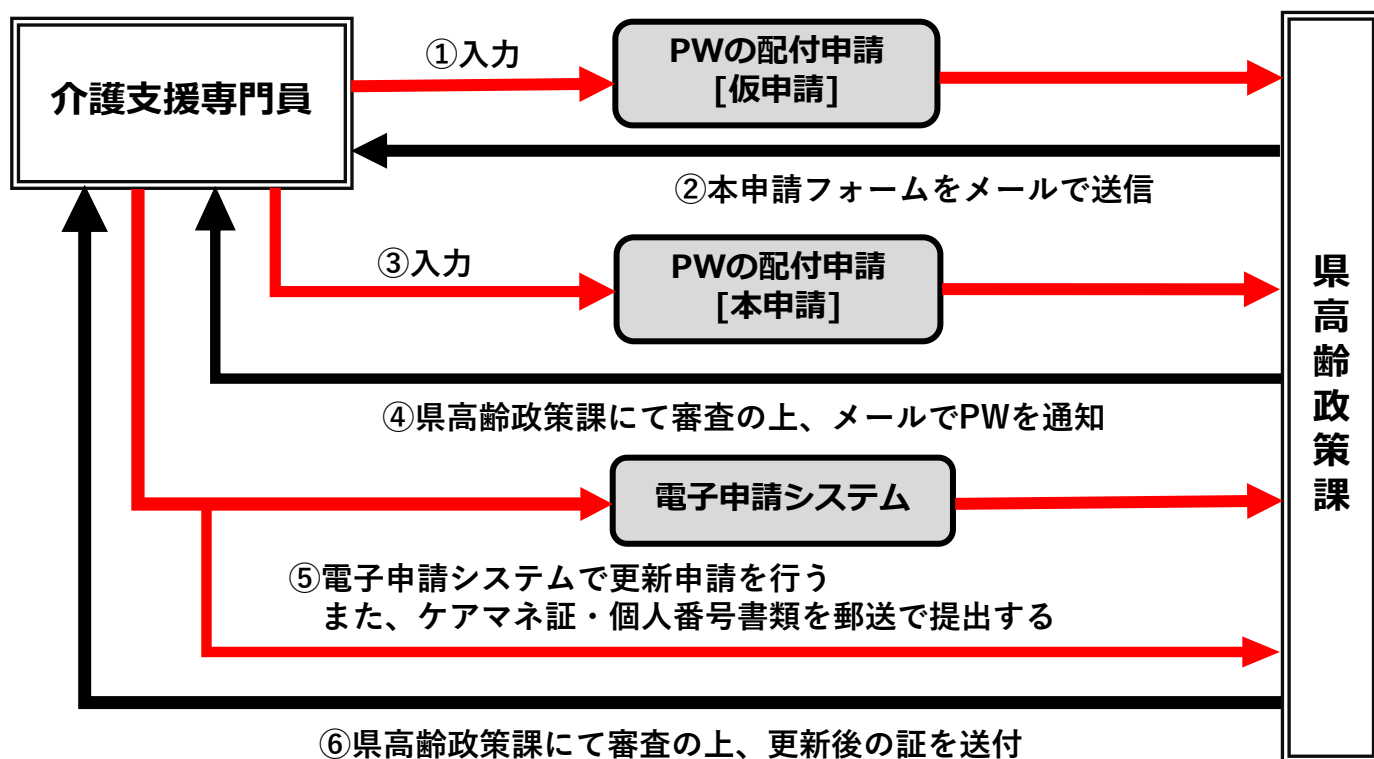 介護支援専門員
①入力
PWの配付申請
[仮申請]
②本申請フォームをメールで送信
③入力
PWの配付申請
[本申請]
④県高齢政策課にて審査の上、メールでPWを通知
電子申請システム
⑤電子申請システムで更新申請を行う
また、ケアマネ証・個人番号書類を郵送で提出する
⑥県高齢政策課にて審査の上、更新後の証を送付
県高齢政策課